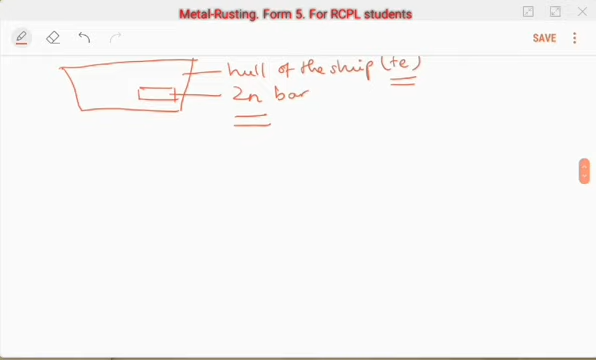 Metal-Rusting. Form 5. For RCPL students
SAVE
hull of the ship (Fe)
Zn bar